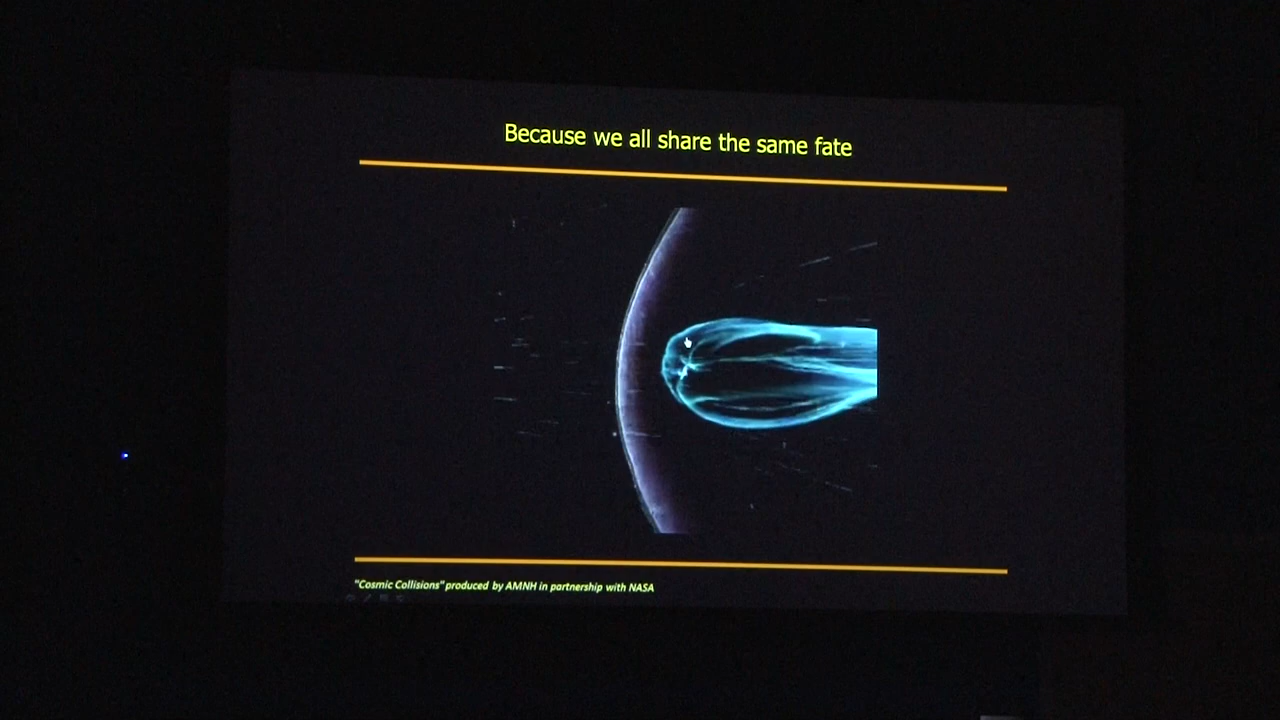 Because we all share the same fate
"Cosmic Collisions" produced by AMNH in partnership with NASA